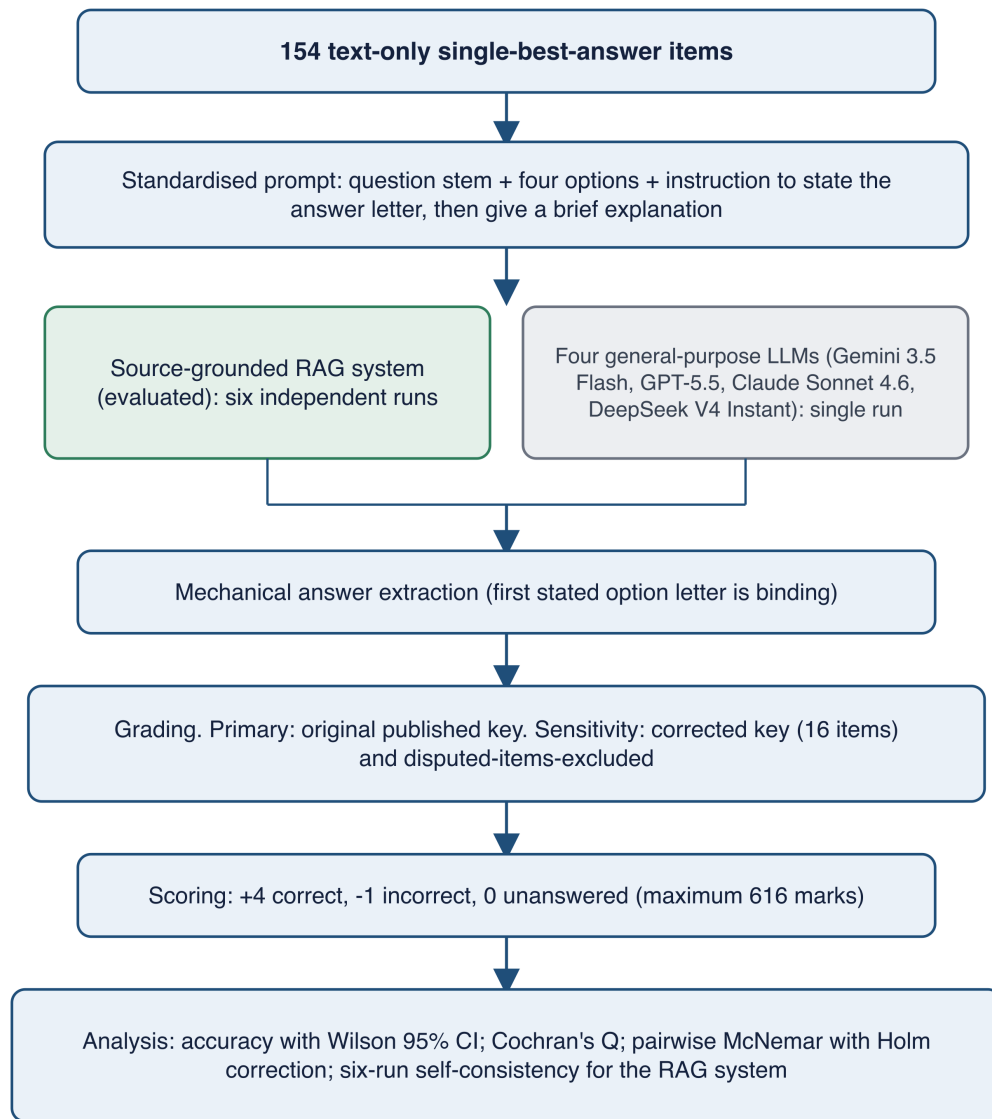 154 text-only single-best-answer items
Standardised prompt: question stem + four options + instruction to state the
answer letter, then give a brief explanation
Source-grounded RAG system
(evaluated): six independent runs
Four general-purpose LLMs (Gemini 3.5
Flash, GPT-5.5, Claude Sonnet 4.6,
DeepSeek V4 Instant): single run
Mechanical answer extraction (first stated option letter is binding)
Grading. Primary: original published key. Sensitivity: corrected key (16 items)
and disputed-items-excluded
Scoring: +4 correct, -1 incorrect, 0 unanswered (maximum 616 marks)
Analysis: accuracy with Wilson 95% CI; Cochran's Q; pairwise McNemar with Holm
correction; six-run self-consistency for the RAG system